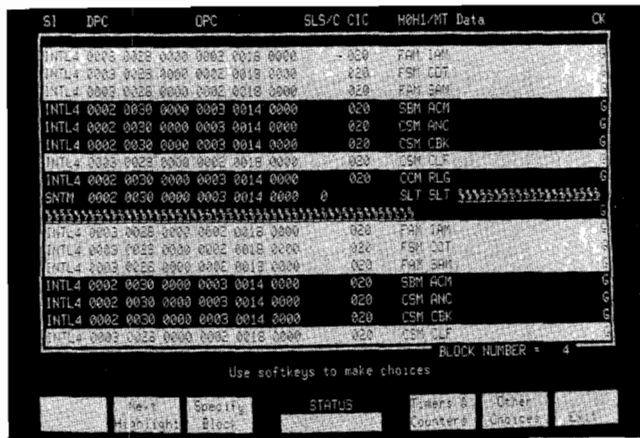 SI DPC OPC SLS/C CIC H0H1/MT Data CK
INTL4 0003 0028 0000 0002 0018 0000 020 FAM IAM G
INTL4 0003 0028 0000 0002 0018 0000 020 FSM COT G
INTL4 0003 0028 0000 0002 0018 0000 020 FAM SAM G
INTL4 0002 0030 0000 0003 0014 0000 020 SBM ACM G
INTL4 0002 0030 0000 0003 0014 0000 020 CSM ANC G
INTL4 0002 0030 0000 0003 0014 0000 020 CSM CBK G
INTL4 0003 0028 0000 0002 0018 0000 020 CSM CLF G
INTL4 0002 0030 0000 0003 0014 0000 020 CCM RLG G
SNTM 0002 0030 0000 0003 0014 0000 0 SLT SLT
G
INTL4 0003 0028 0000 0002 0018 0000 020 FAM IAM G
INTL4 0003 0028 0000 0002 0018 0000 020 FSM COT G
INTL4 0003 0028 0000 0002 0018 0000 020 FAM SAM G
INTL4 0002 0030 0000 0003 0014 0000 020 SBM ACM G
INTL4 0002 0030 0000 0003 0014 0000 020 CSM ANC G
INTL4 0002 0030 0000 0003 0014 0000 020 CSM CBK G
INTL4 0003 0028 0000 0002 0018 0000 020 CSM CLF G
BLOCK NUMBER = 4
Use softkeys to make choices
Next Highlight
Specify Block
STATUS
Timers & Counters
Other Choices
Exit